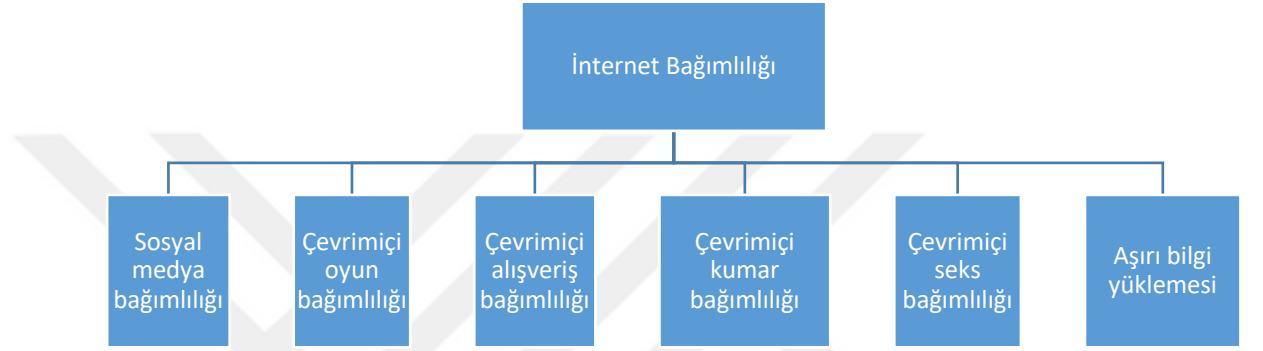 İnternet Bağımlılığı
Sosyal
medya
bağımlılığı
Çevrimiçi
oyun
bağımlılığı
Çevrimiçi
alışveriş
bağımlılığı
Çevrimiçi
kumar
bağımlılığı
Çevrimiçi
seks
bağımlılığı
Aşırı bilgi
yüklemesi